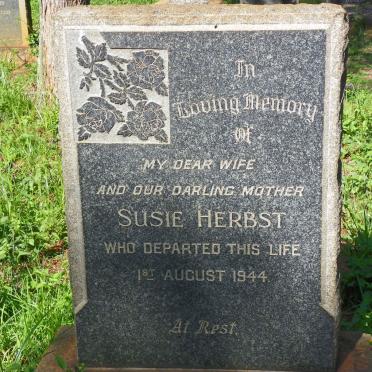 In
Loving Memory
Of
MY DEAR WIFE
AND OUR DARLING MOTHER
SUSIE HERBST
WHO DEPARTED THIS LIFE
1ST AUGUST 1944.
At Rest.